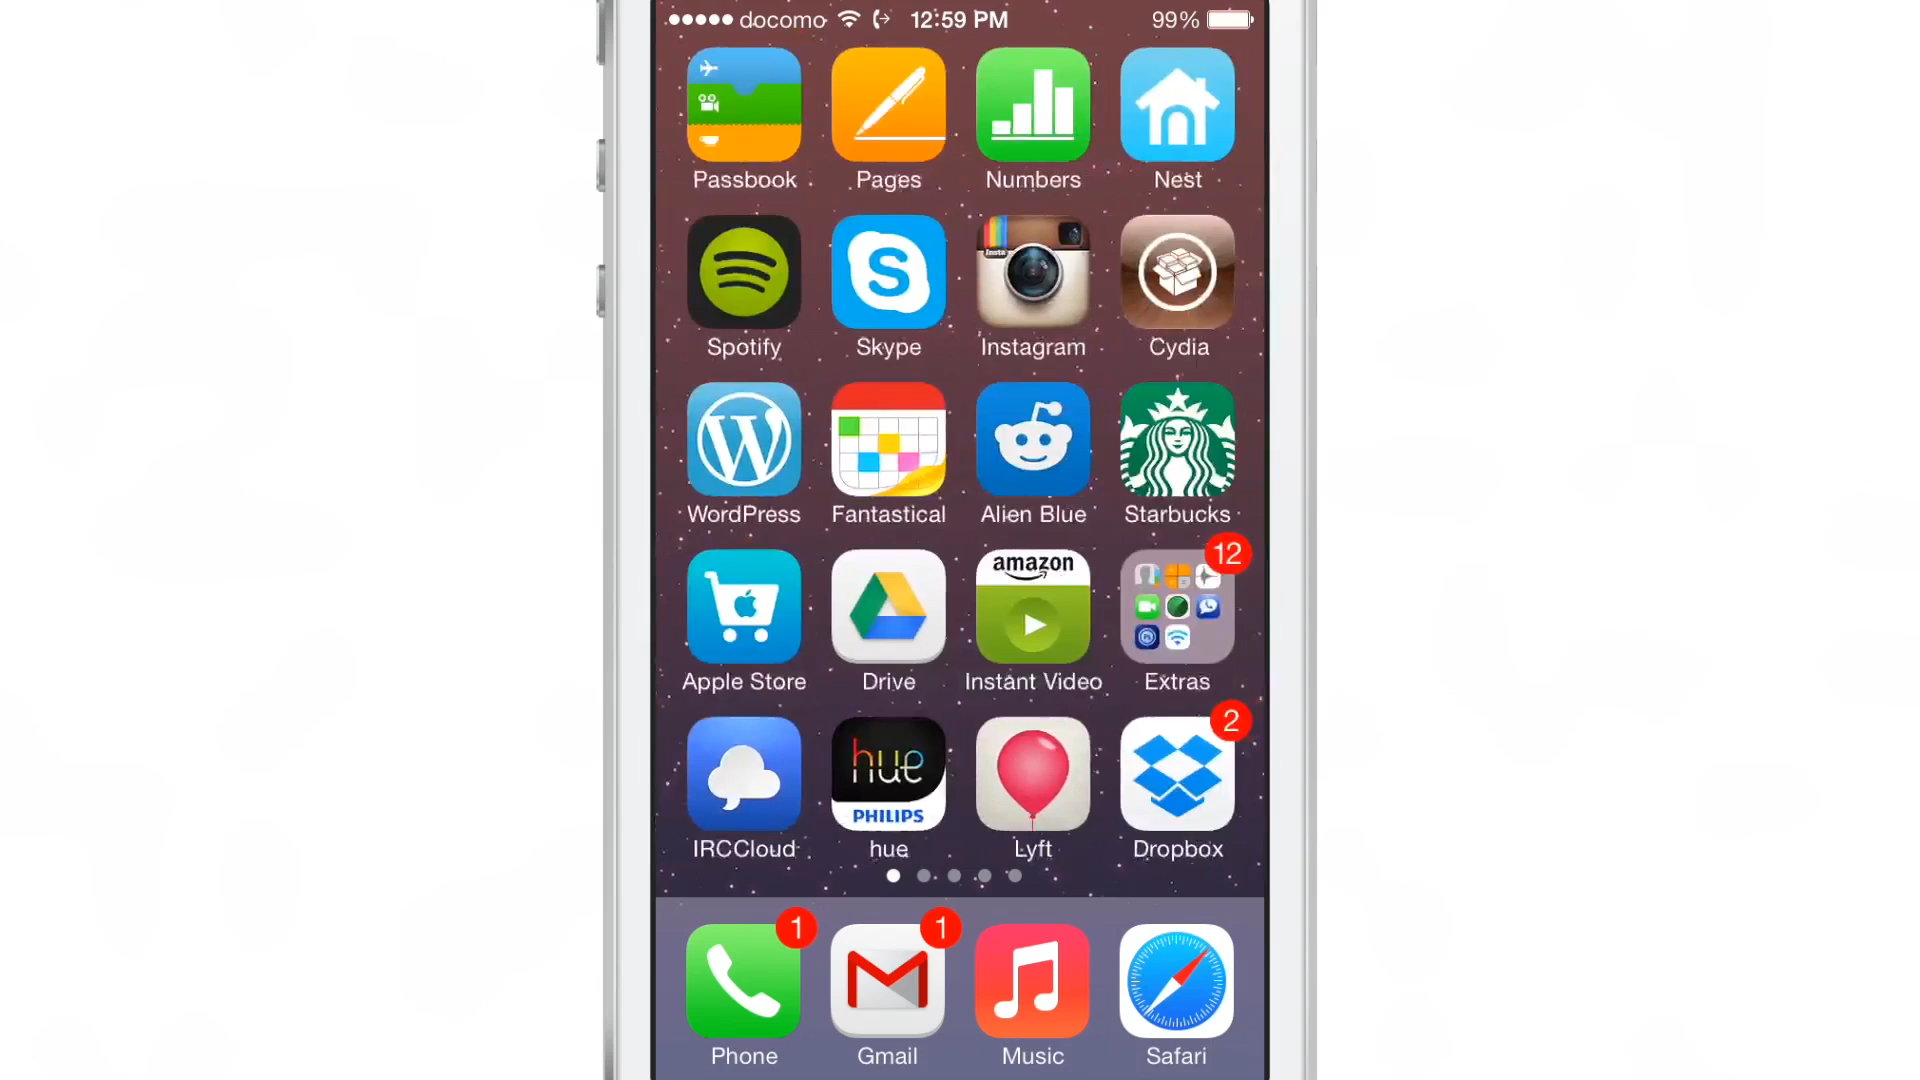 docomo 12:59 PM 99%
Passbook Pages Numbers Nest
Insta
Spotify Skype Instagram Cydia
WordPress Fantastical Alien Blue Starbucks
amazon 12
Apple Store Drive Instant Video Extras
2
hue
PHILIPS
IRCCloud hue Lyft Dropbox
1 1
Phone Gmail Music Safari